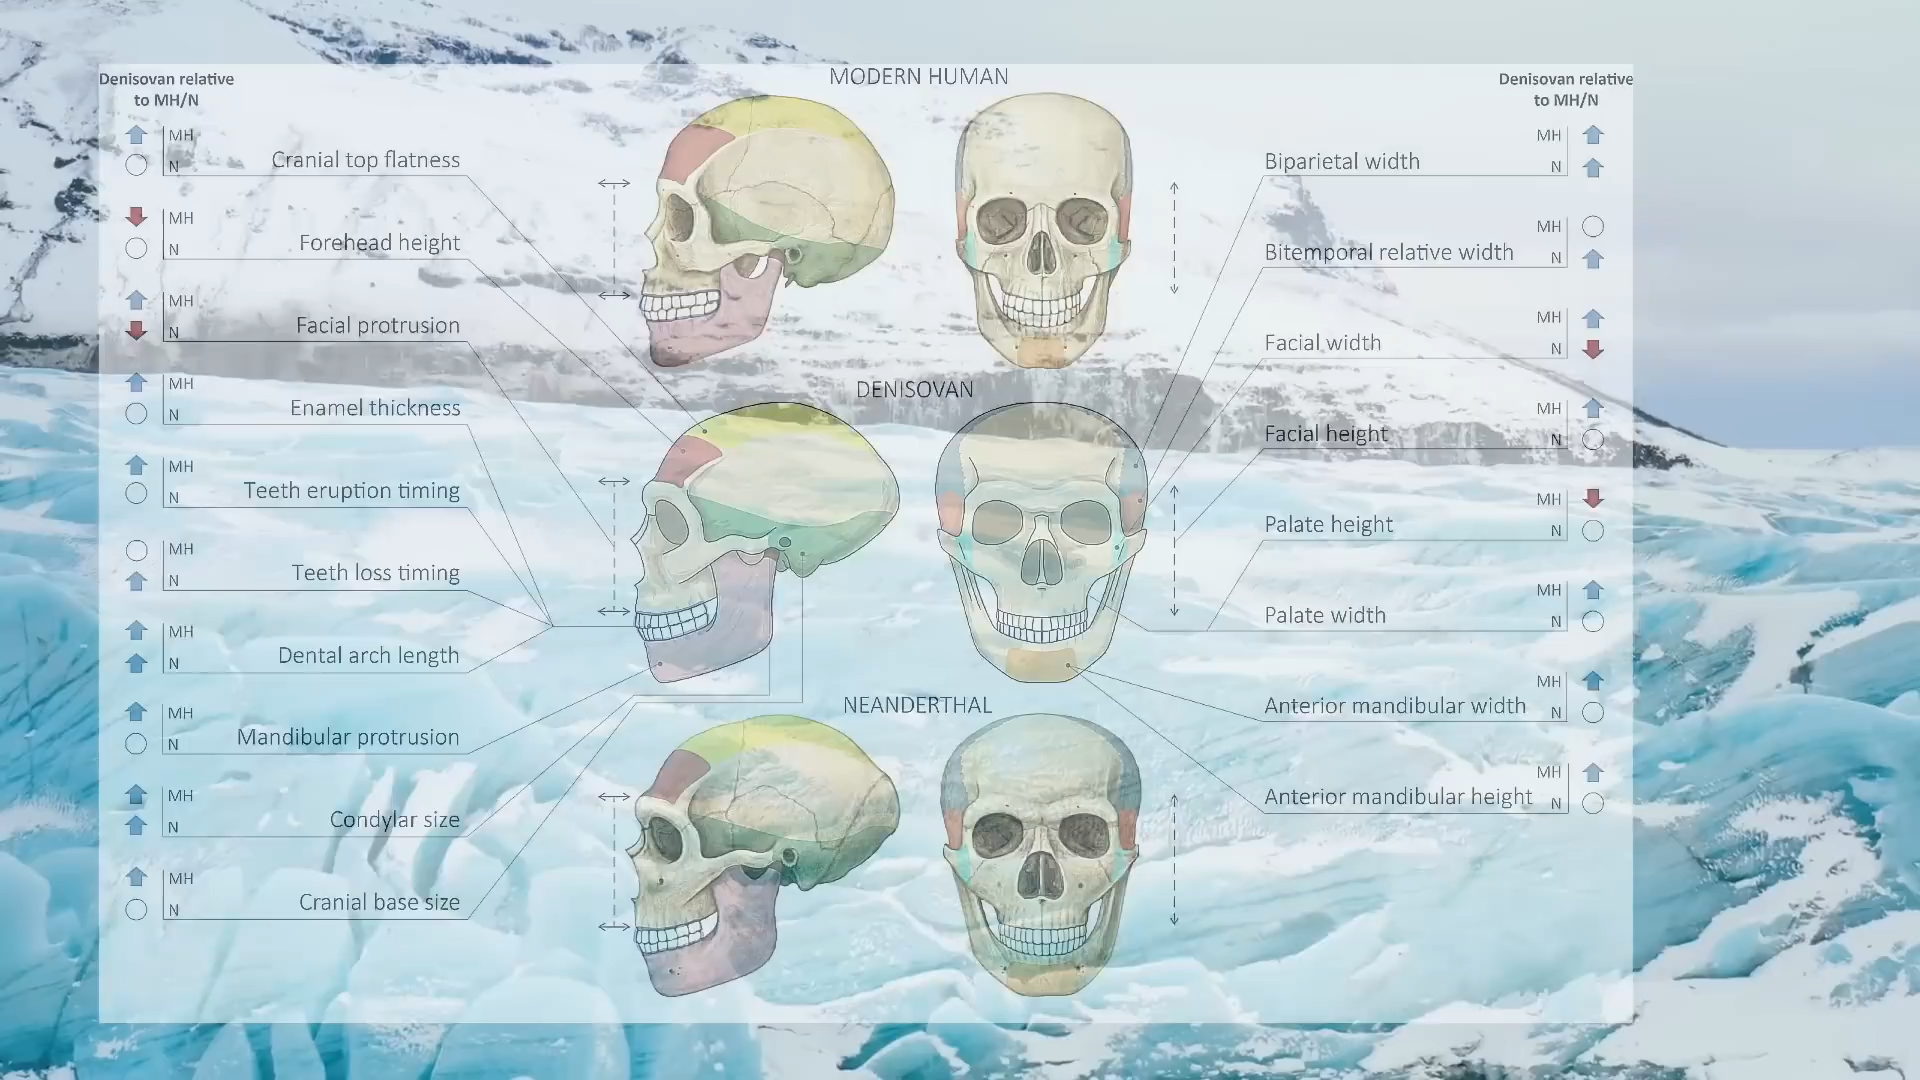 MODERN HUMAN
Denisovan relative
to MH/N
MH
N
Cranial top flatness
MH
N
Forehead height
MH
N
Facial protrusion
MH
N
Enamel thickness
MH
N
Teeth eruption timing
MH
N
Teeth loss timing
MH
N
Dental arch length
MH
N
Mandibular protrusion
MH
N
Condylar size
MH
N
Cranial base size
DENISOVAN
NEANDERTHAL
Denisovan relative
to MH/N
MH
Biparietal width
N
MH
Bitemporal relative width
N
MH
Facial width
N
MH
Facial height
N
MH
Palate height
N
MH
Palate width
N
MH
Anterior mandibular width
N
MH
Anterior mandibular height
N